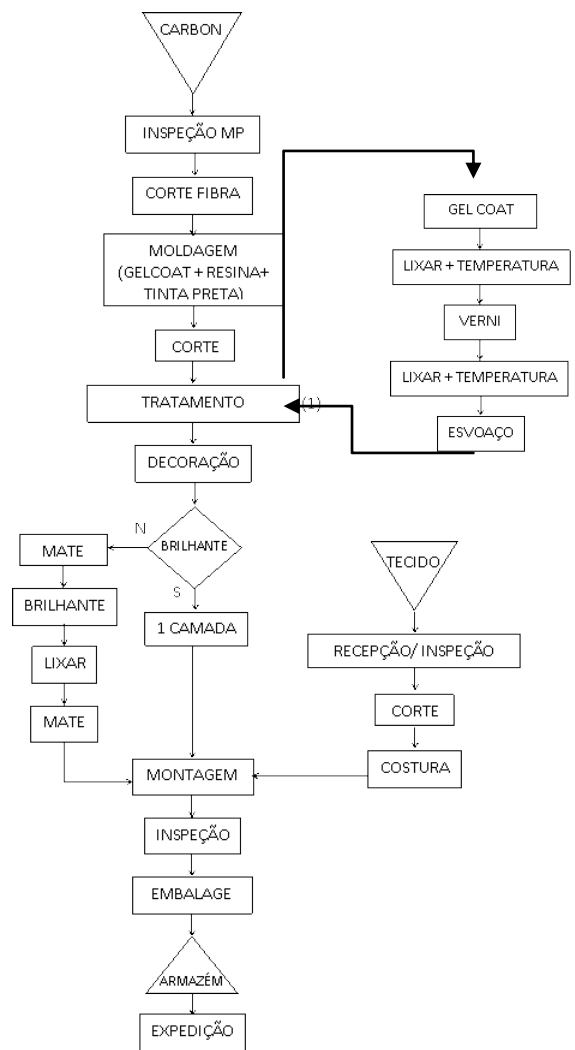 CARBON
INSPEÇÃO MP
CORTE FIBRA
MOLDAGEM
(GELCOAT + RESINA+
TINTA PRETA)
CORTE
TRATAMENTO
(1)
GEL COAT
LIXAR + TEMPERATURA
VERNI
LIXAR + TEMPERATURA
ESVOAÇO
DECORAÇÃO
BRILHANTE
N
S
MATE
BRILHANTE
LIXAR
MATE
1 CAMADA
TECIDO
RECEPÇÃO/ INSPEÇÃO
CORTE
COSTURA
MONTAGEM
INSPEÇÃO
EMBALAGE
ARMAZÉM
EXPEDIÇÃO